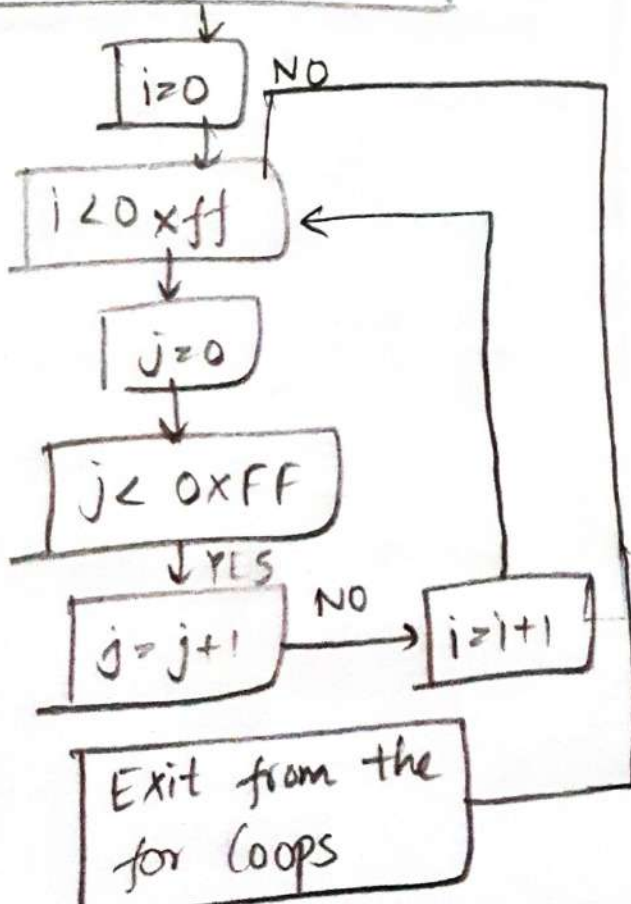 i=0
NO
i<0xff
j=0
j< 0xFF
YES
j=j+1
NO
i=i+1
Exit from the
for loops